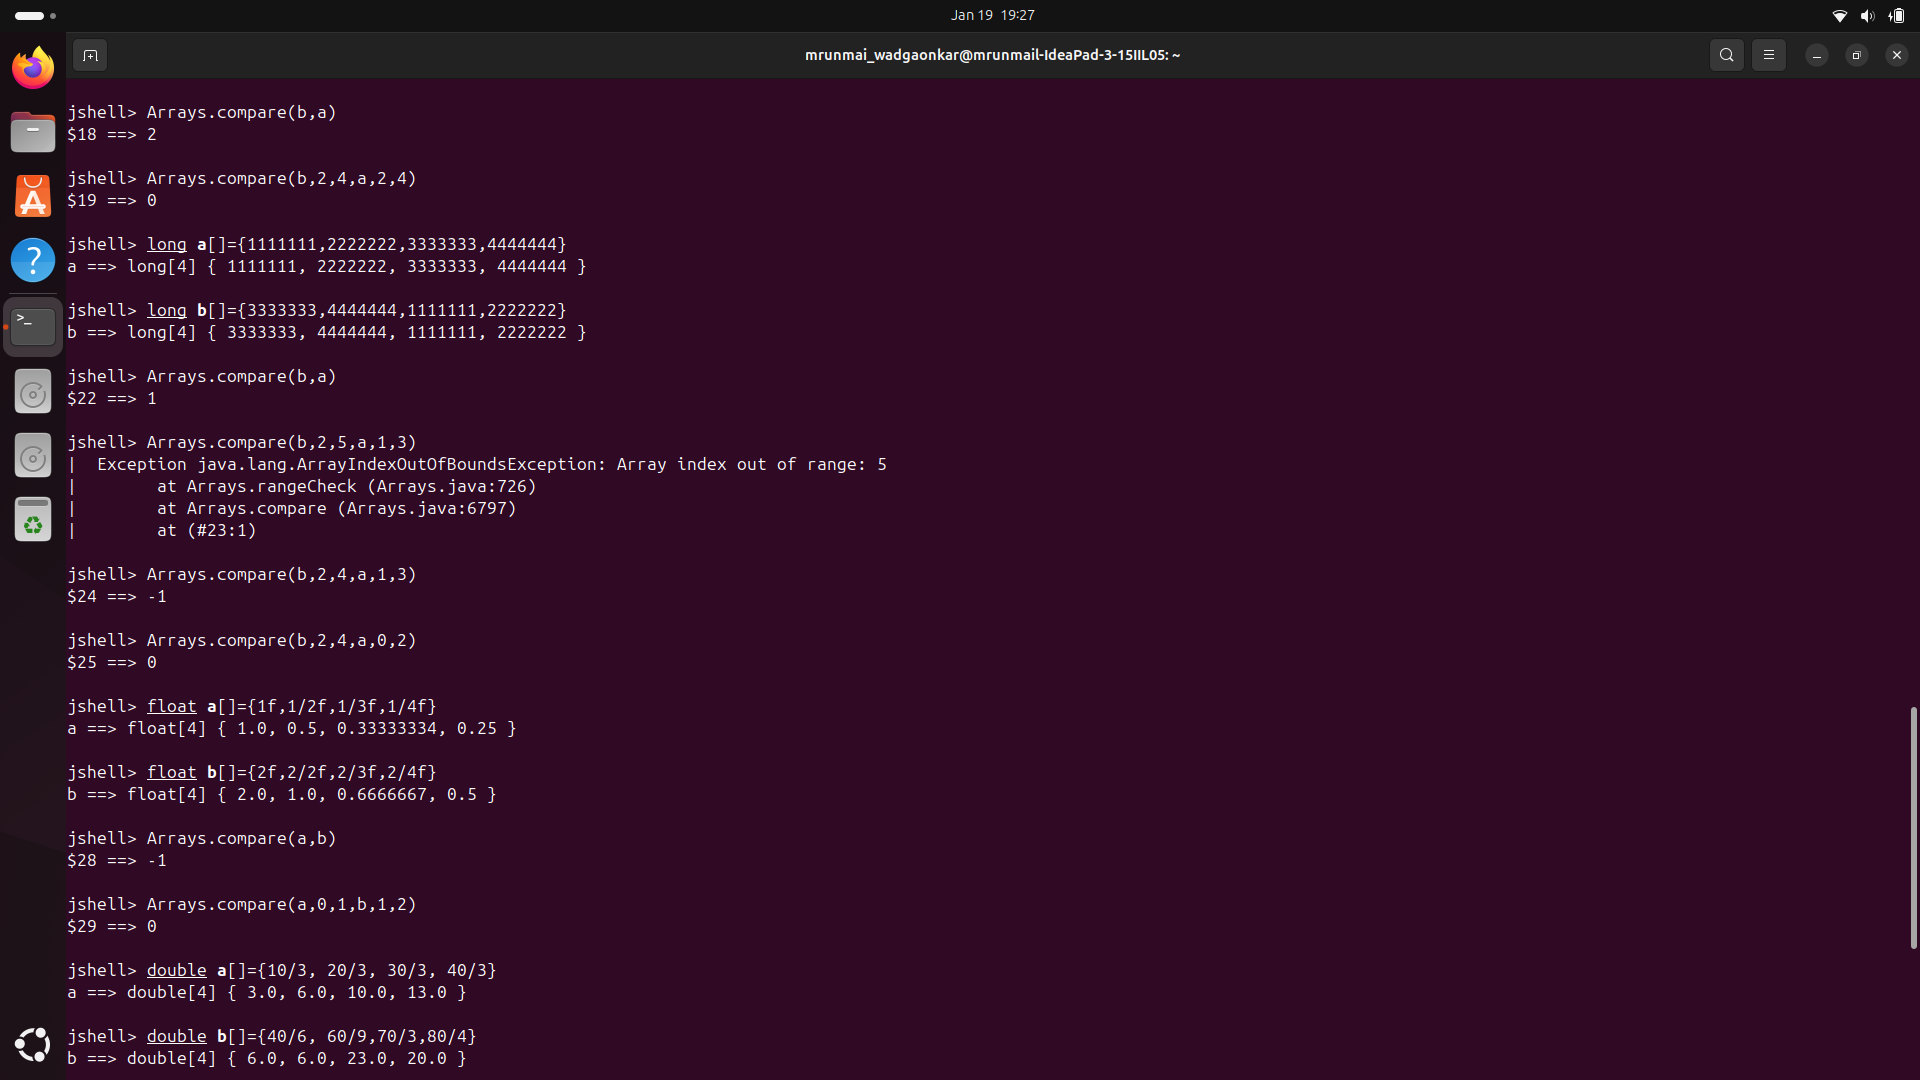 Jan 19 19:27
mrunmai_wadgaonkar@mrunmail-IdeaPad-3-15IIL05: ~
jshell> Arrays.compare(b,a)
$18 ==> 2
jshell> Arrays.compare(b,2,4,a,2,4)
$19 ==> 0
jshell> long a[]={1111111,2222222,3333333,4444444}
a ==> long[4] { 1111111, 2222222, 3333333, 4444444 }
jshell> long b[]={3333333,4444444,1111111,2222222}
b ==> long[4] { 3333333, 4444444, 1111111, 2222222 }
jshell> Arrays.compare(b,a)
$22 ==> 1
jshell> Arrays.compare(b,2,5,a,1,3)
|  Exception java.lang.ArrayIndexOutOfBoundsException: Array index out of range: 5
|        at Arrays.rangeCheck (Arrays.java:726)
|        at Arrays.compare (Arrays.java:6797)
|        at (#23:1)
jshell> Arrays.compare(b,2,4,a,1,3)
$24 ==> -1
jshell> Arrays.compare(b,2,4,a,0,2)
$25 ==> 0
jshell> float a[]={1f,1/2f,1/3f,1/4f}
a ==> float[4] { 1.0, 0.5, 0.33333334, 0.25 }
jshell> float b[]={2f,2/2f,2/3f,2/4f}
b ==> float[4] { 2.0, 1.0, 0.6666667, 0.5 }
jshell> Arrays.compare(a,b)
$28 ==> -1
jshell> Arrays.compare(a,0,1,b,1,2)
$29 ==> 0
jshell> double a[]={10/3, 20/3, 30/3, 40/3}
a ==> double[4] { 3.0, 6.0, 10.0, 13.0 }
jshell> double b[]={40/6, 60/9,70/3,80/4}
b ==> double[4] { 6.0, 6.0, 23.0, 20.0 }